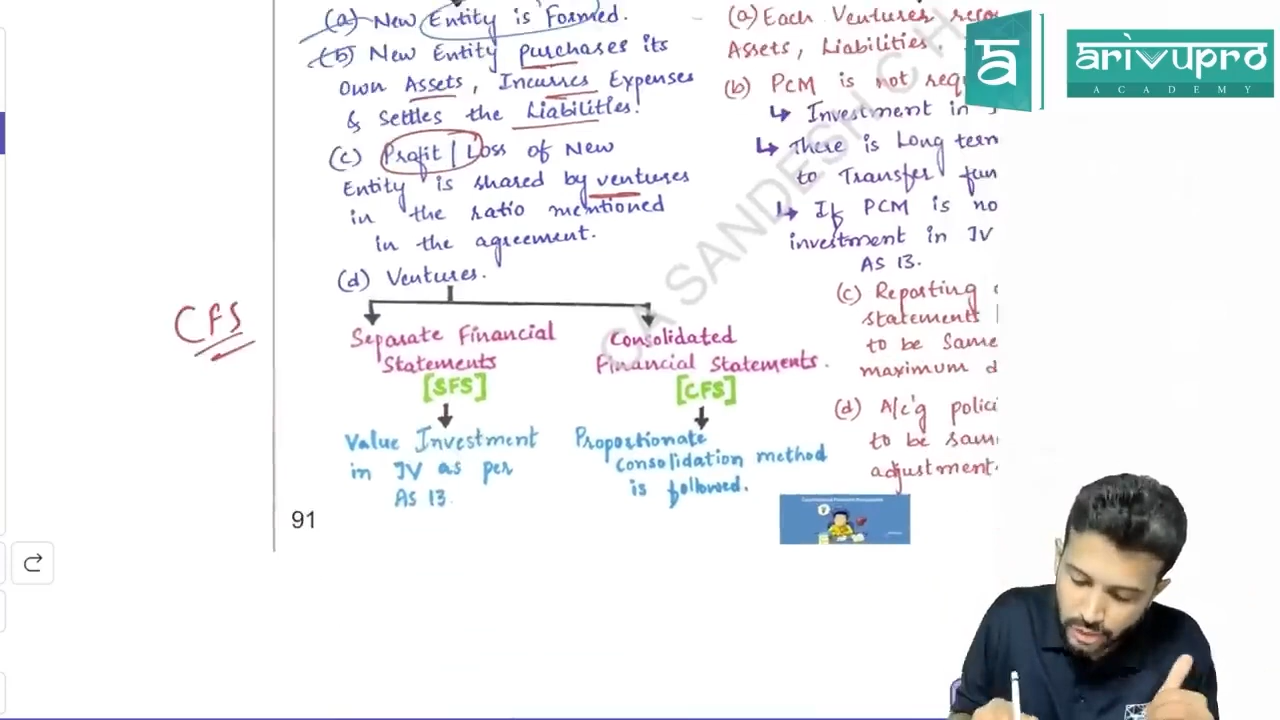 (a) New Entity is Formed.
(b) New Entity purchases its
own Assets, Incurres Expenses
& Settles the Liabilities.
(c) Profit | Loss of New
Entity is shared by ventures
in the ratio mentioned
in the agreement.
(d) Ventures.
CFS
Separate Financial
Statements
[SFS]
Value Investment
in JV as per
AS 13.
Consolidated
Financial Statements.
[CFS]
Proportionate
consolidation method
is followed.
91
(a) Each Venturer
Assets, Liabilities.
(b) PCM is not
↳ Investment in
↳ There is Long term
to Transfer
↳ If PCM is
investment in JV
AS 13.
(c) Reporting
statements
to be Same
maximum
(d) A/c'g
to be
adjustment.
CA SANDESH C H
ā
arivupro
ACADEMY